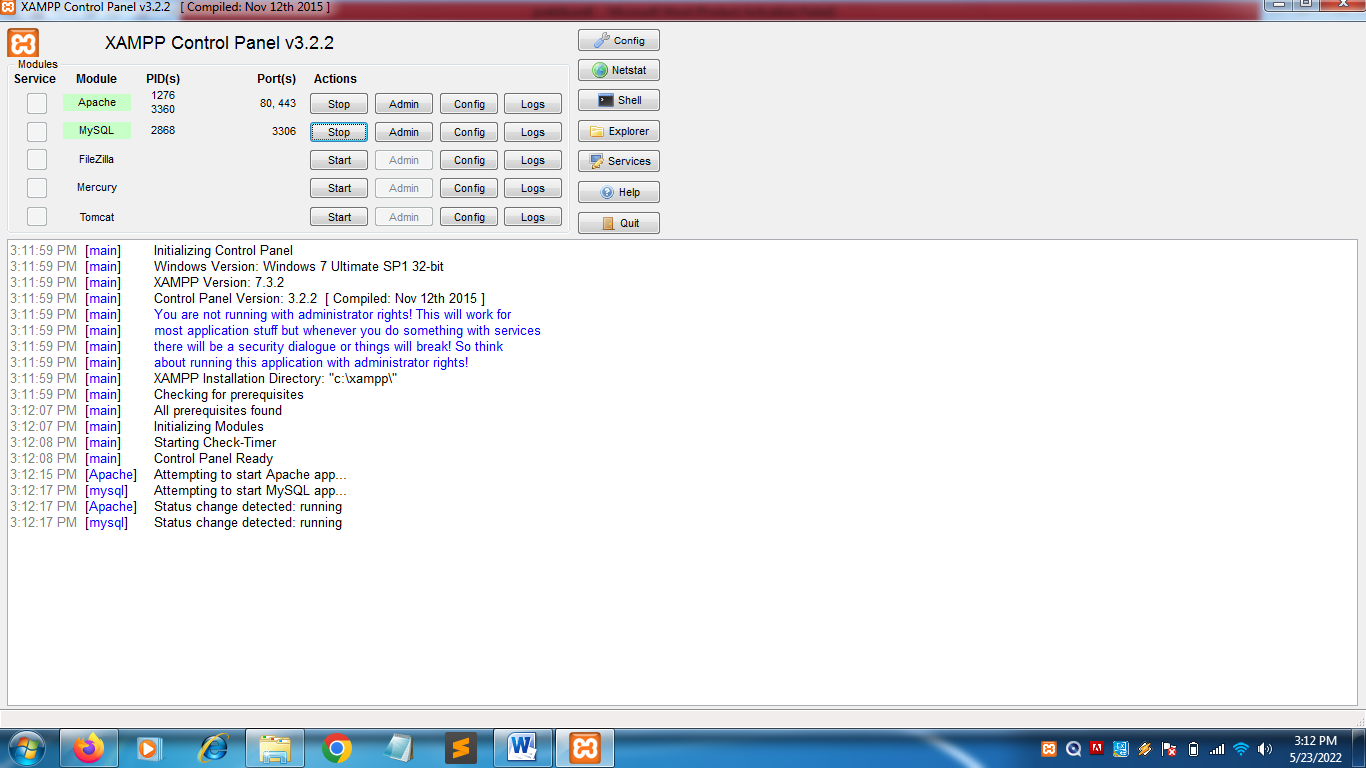 XAMPP Control Panel v3.2.2 [ Compiled: Nov 12th 2015 ]
XAMPP Control Panel v3.2.2
Config
Modules
Service Module PID(s) Port(s) Actions
Netstat
Apache 1276 3360 80, 443 Stop Admin Config Logs
Shell
MySQL 2868 3306 Stop Admin Config Logs
Explorer
FileZilla Start Admin Config Logs
Services
Mercury Start Admin Config Logs
Help
Tomcat Start Admin Config Logs
Quit
3:11:59 PM [main] Initializing Control Panel
3:11:59 PM [main] Windows Version: Windows 7 Ultimate SP1 32-bit
3:11:59 PM [main] XAMPP Version: 7.3.2
3:11:59 PM [main] Control Panel Version: 3.2.2 [ Compiled: Nov 12th 2015 ]
3:11:59 PM [main] You are not running with administrator rights! This will work for
3:11:59 PM [main] most application stuff but whenever you do something with services
3:11:59 PM [main] there will be a security dialogue or things will break! So think
3:11:59 PM [main] about running this application with administrator rights!
3:11:59 PM [main] XAMPP Installation Directory: "c:\xampp\"
3:11:59 PM [main] Checking for prerequisites
3:12:07 PM [main] All prerequisites found
3:12:07 PM [main] Initializing Modules
3:12:08 PM [main] Starting Check-Timer
3:12:08 PM [main] Control Panel Ready
3:12:15 PM [Apache] Attempting to start Apache app...
3:12:17 PM [mysql] Attempting to start MySQL app...
3:12:17 PM [Apache] Status change detected: running
3:12:17 PM [mysql] Status change detected: running
3:12 PM
5/23/2022